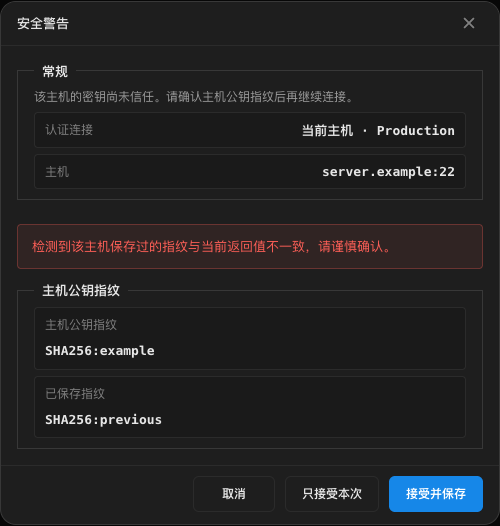 安全警告
常规
该主机的密钥尚未信任。请确认主机公钥指纹后再继续连接。
认证连接 当前主机 · Production
主机 server.example:22
检测到该主机保存过的指纹与当前返回值不一致，请谨慎确认。
主机公钥指纹
主机公钥指纹
SHA256:example
已保存指纹
SHA256:previous
取消 只接受本次 接受并保存